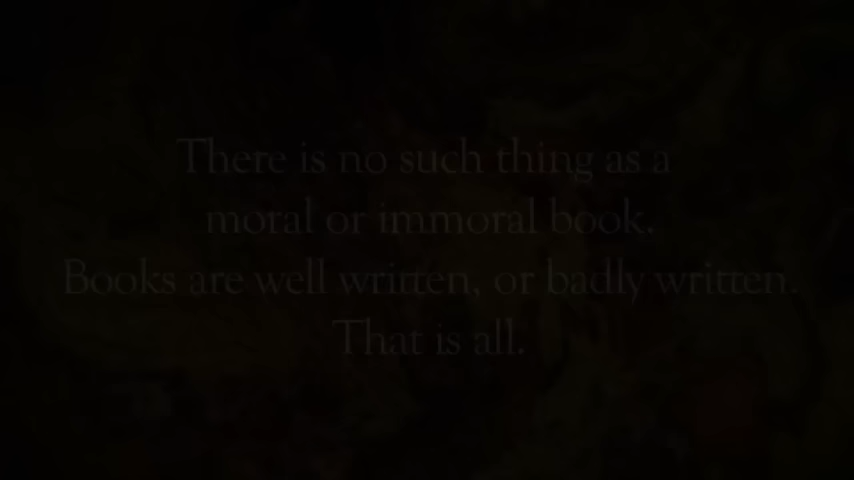 There is no such thing as a
moral or immoral book.
Books are well written, or badly written.
That is all.